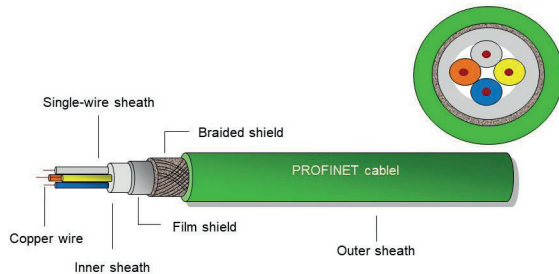 Single-wire sheath
Braided shield
PROFINET cablel
Copper wire
Film shield
Outer sheath
Inner sheath